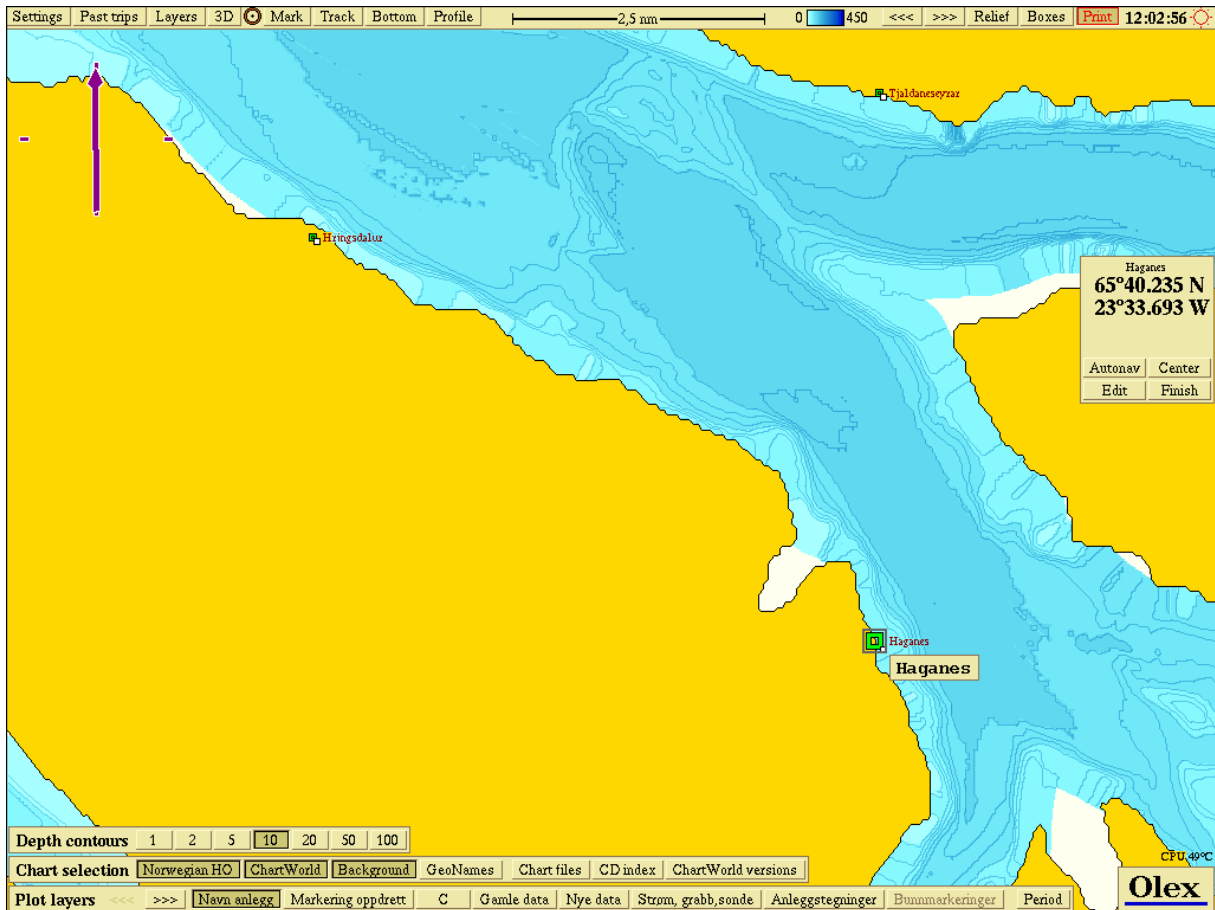 Settings Past trips Layers 3D Mark Track Bottom Profile 2,5 nm 0 450 <<< >>> Relief Boxes Print 12:02:56
Tjaldaneseyrar
Hringsdalur
Haganes
65°40.235 N
23°33.693 W
Autonav Center
Edit Finish
Haganes
Haganes
Depth contours 1 2 5 10 20 50 100
CPU 49°C
Chart selection Norwegian HO ChartWorld Background GeoNames Chart files CD index ChartWorld versions
Olex
Plot layers <<< >>> Navn anlegg Markering oppdrett C Gamle data Nye data Strøm, grabb,sonde Anleggstegninger Bunnmarkeringer Period